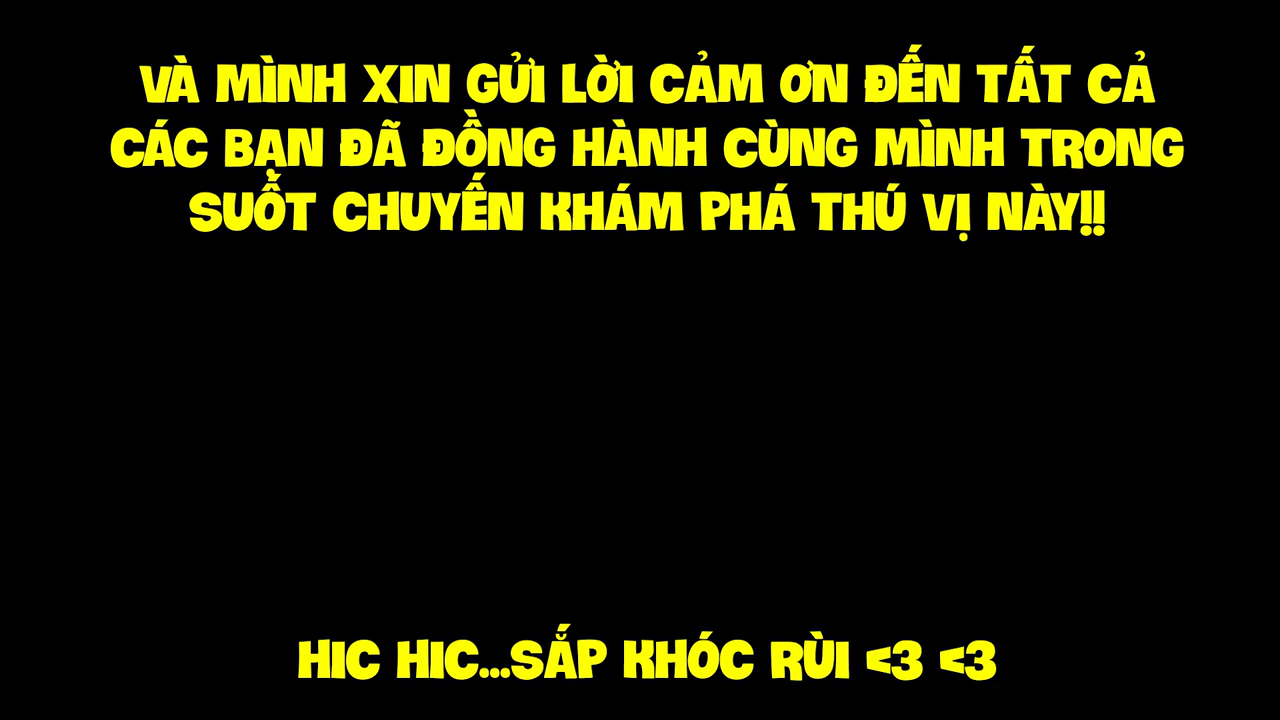 VÀ MÌNH XIN GỬI LỜI CẢM ƠN ĐẾN TẤT CẢ
CÁC BẠN ĐÃ ĐỒNG HÀNH CÙNG MÌNH TRONG
SUỐT CHUYẾN KHÁM PHÁ THÚ VỊ NÀY!!
HIC HIC...SẮP KHÓC RÙI <3 <3